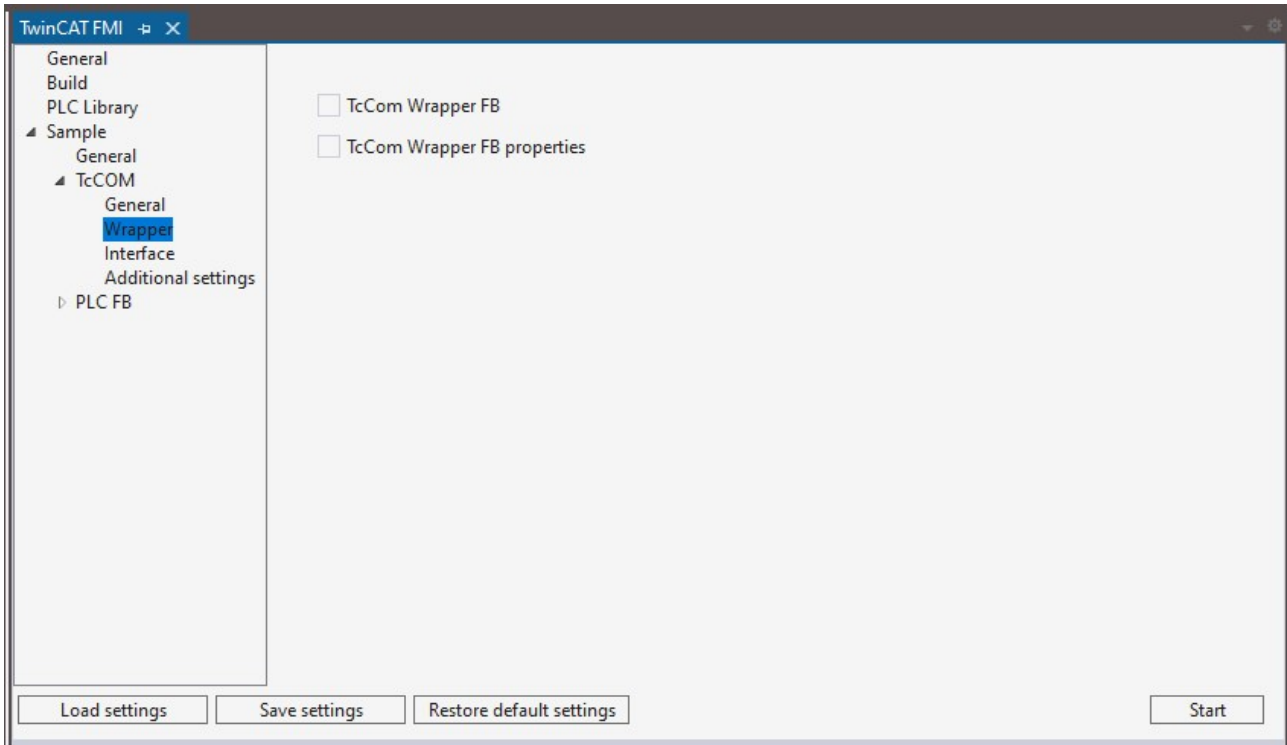 TwinCAT FMI
General
Build
PLC Library
Sample
General
TcCOM
General
Wrapper
Interface
Additional settings
PLC FB
TcCom Wrapper FB
TcCom Wrapper FB properties
Load settings
Save settings
Restore default settings
Start